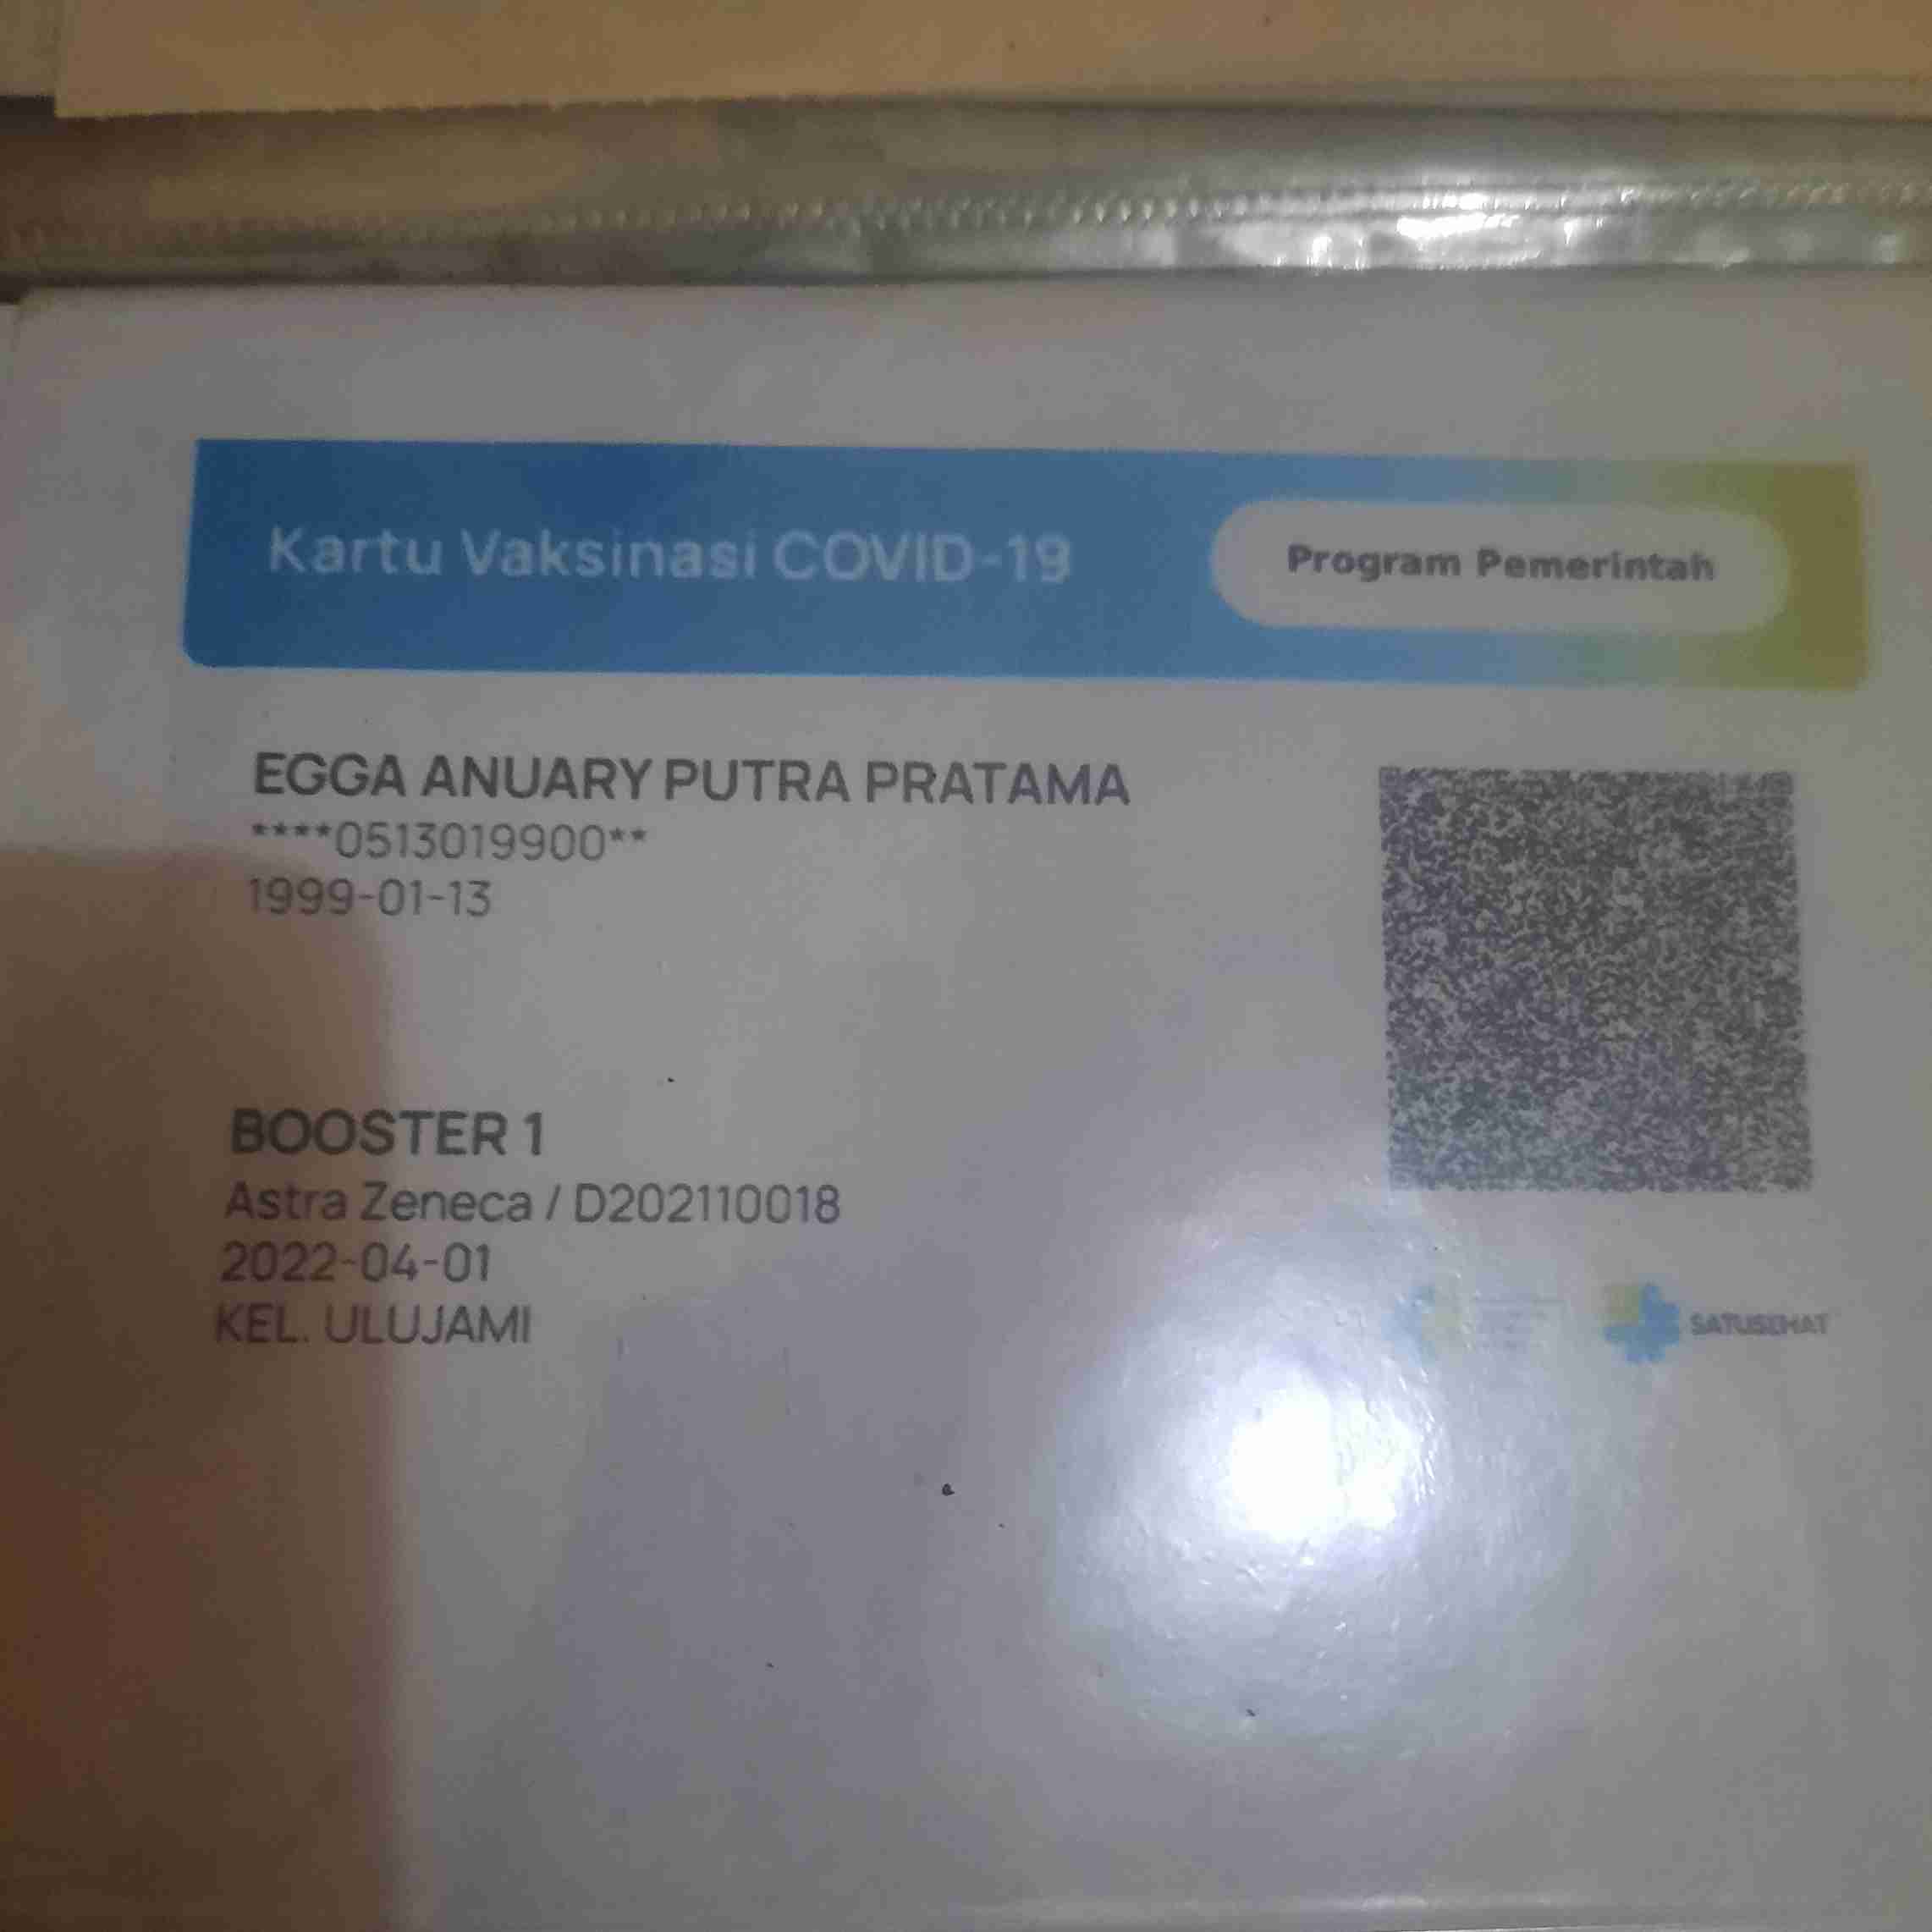 Kartu Vaksinasi COVID-19
Program Pemerintah
EGGA ANUARY PUTRA PRATAMA
****0513019900**
1999-01-13
BOOSTER 1
Astra Zeneca / D202110018
2022-04-01
KEL. ULUJAMI
SATUSEHAT